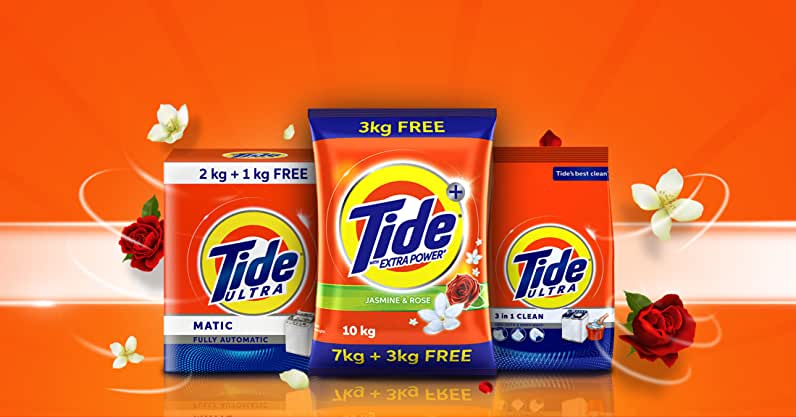 2 kg + 1 kg FREE
Tide
ULTRA
MATIC
FULLY AUTOMATIC
3kg FREE
Tide+
WITH EXTRA POWER
JASMINE & ROSE
10 kg
7kg + 3kg FREE
Tide's best clean
Tide
ULTRA
3 in 1 CLEAN